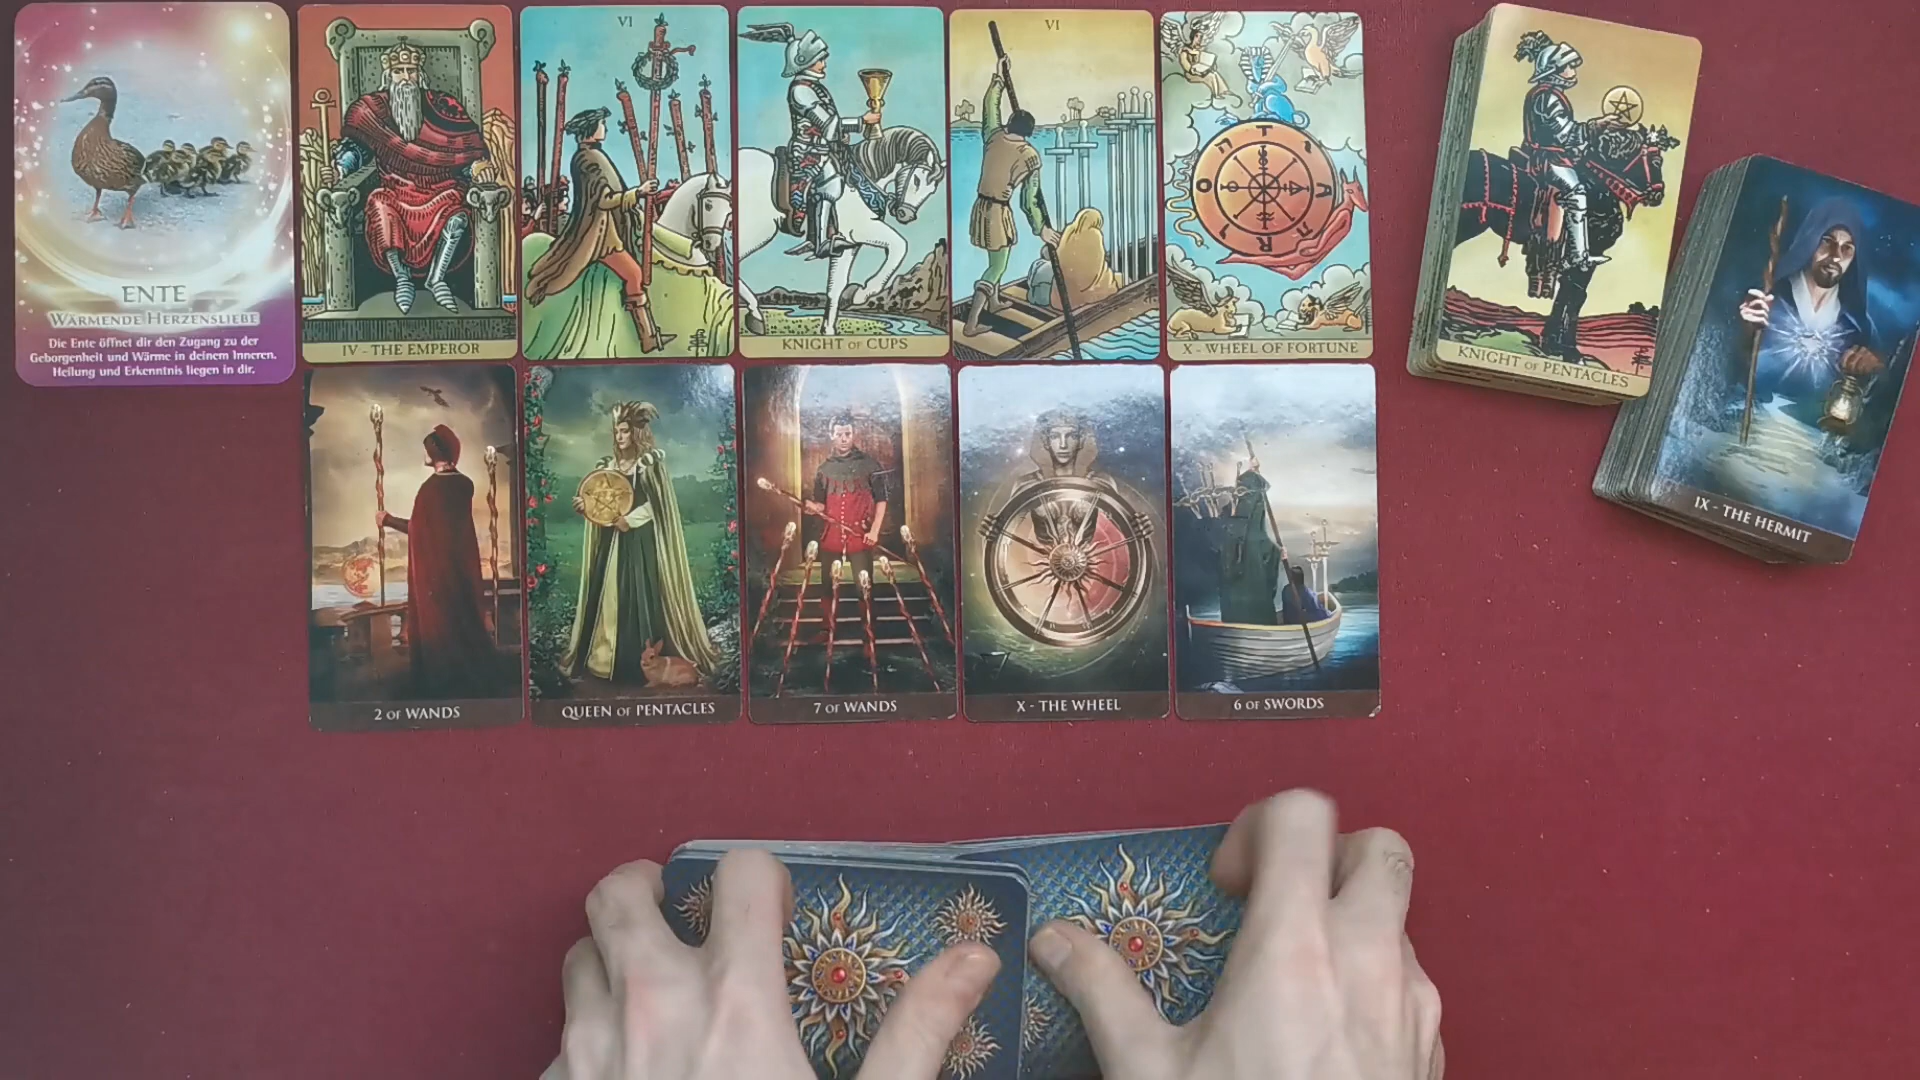 ENTE
WÄRMENDE HERZENSLIEBE
Die Ente öffnet dir den Zugang zu der
Geborgenheit und Wärme in deinem Inneren.
Heilung und Erkenntnis liegen in dir.
IV - THE EMPEROR
VI
KNIGHT OF CUPS
VI
X - WHEEL OF FORTUNE
KNIGHT OF PENTACLES
IX - THE HERMIT
2 OF WANDS
QUEEN OF PENTACLES
7 OF WANDS
X - THE WHEEL
6 OF SWORDS